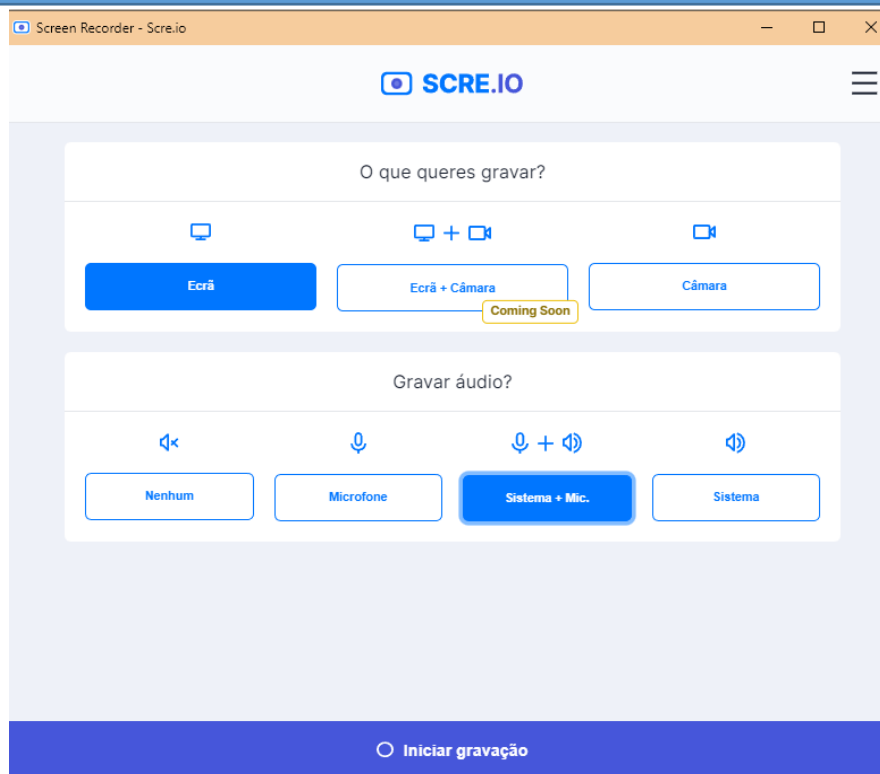 Screen Recorder - Scre.io
SCRE.IO
O que queres gravar?
Ecrã
Ecrã + Câmara
Câmara
Coming Soon
Gravar áudio?
Nenhum
Microfone
Sistema + Mic.
Sistema
Iniciar gravação